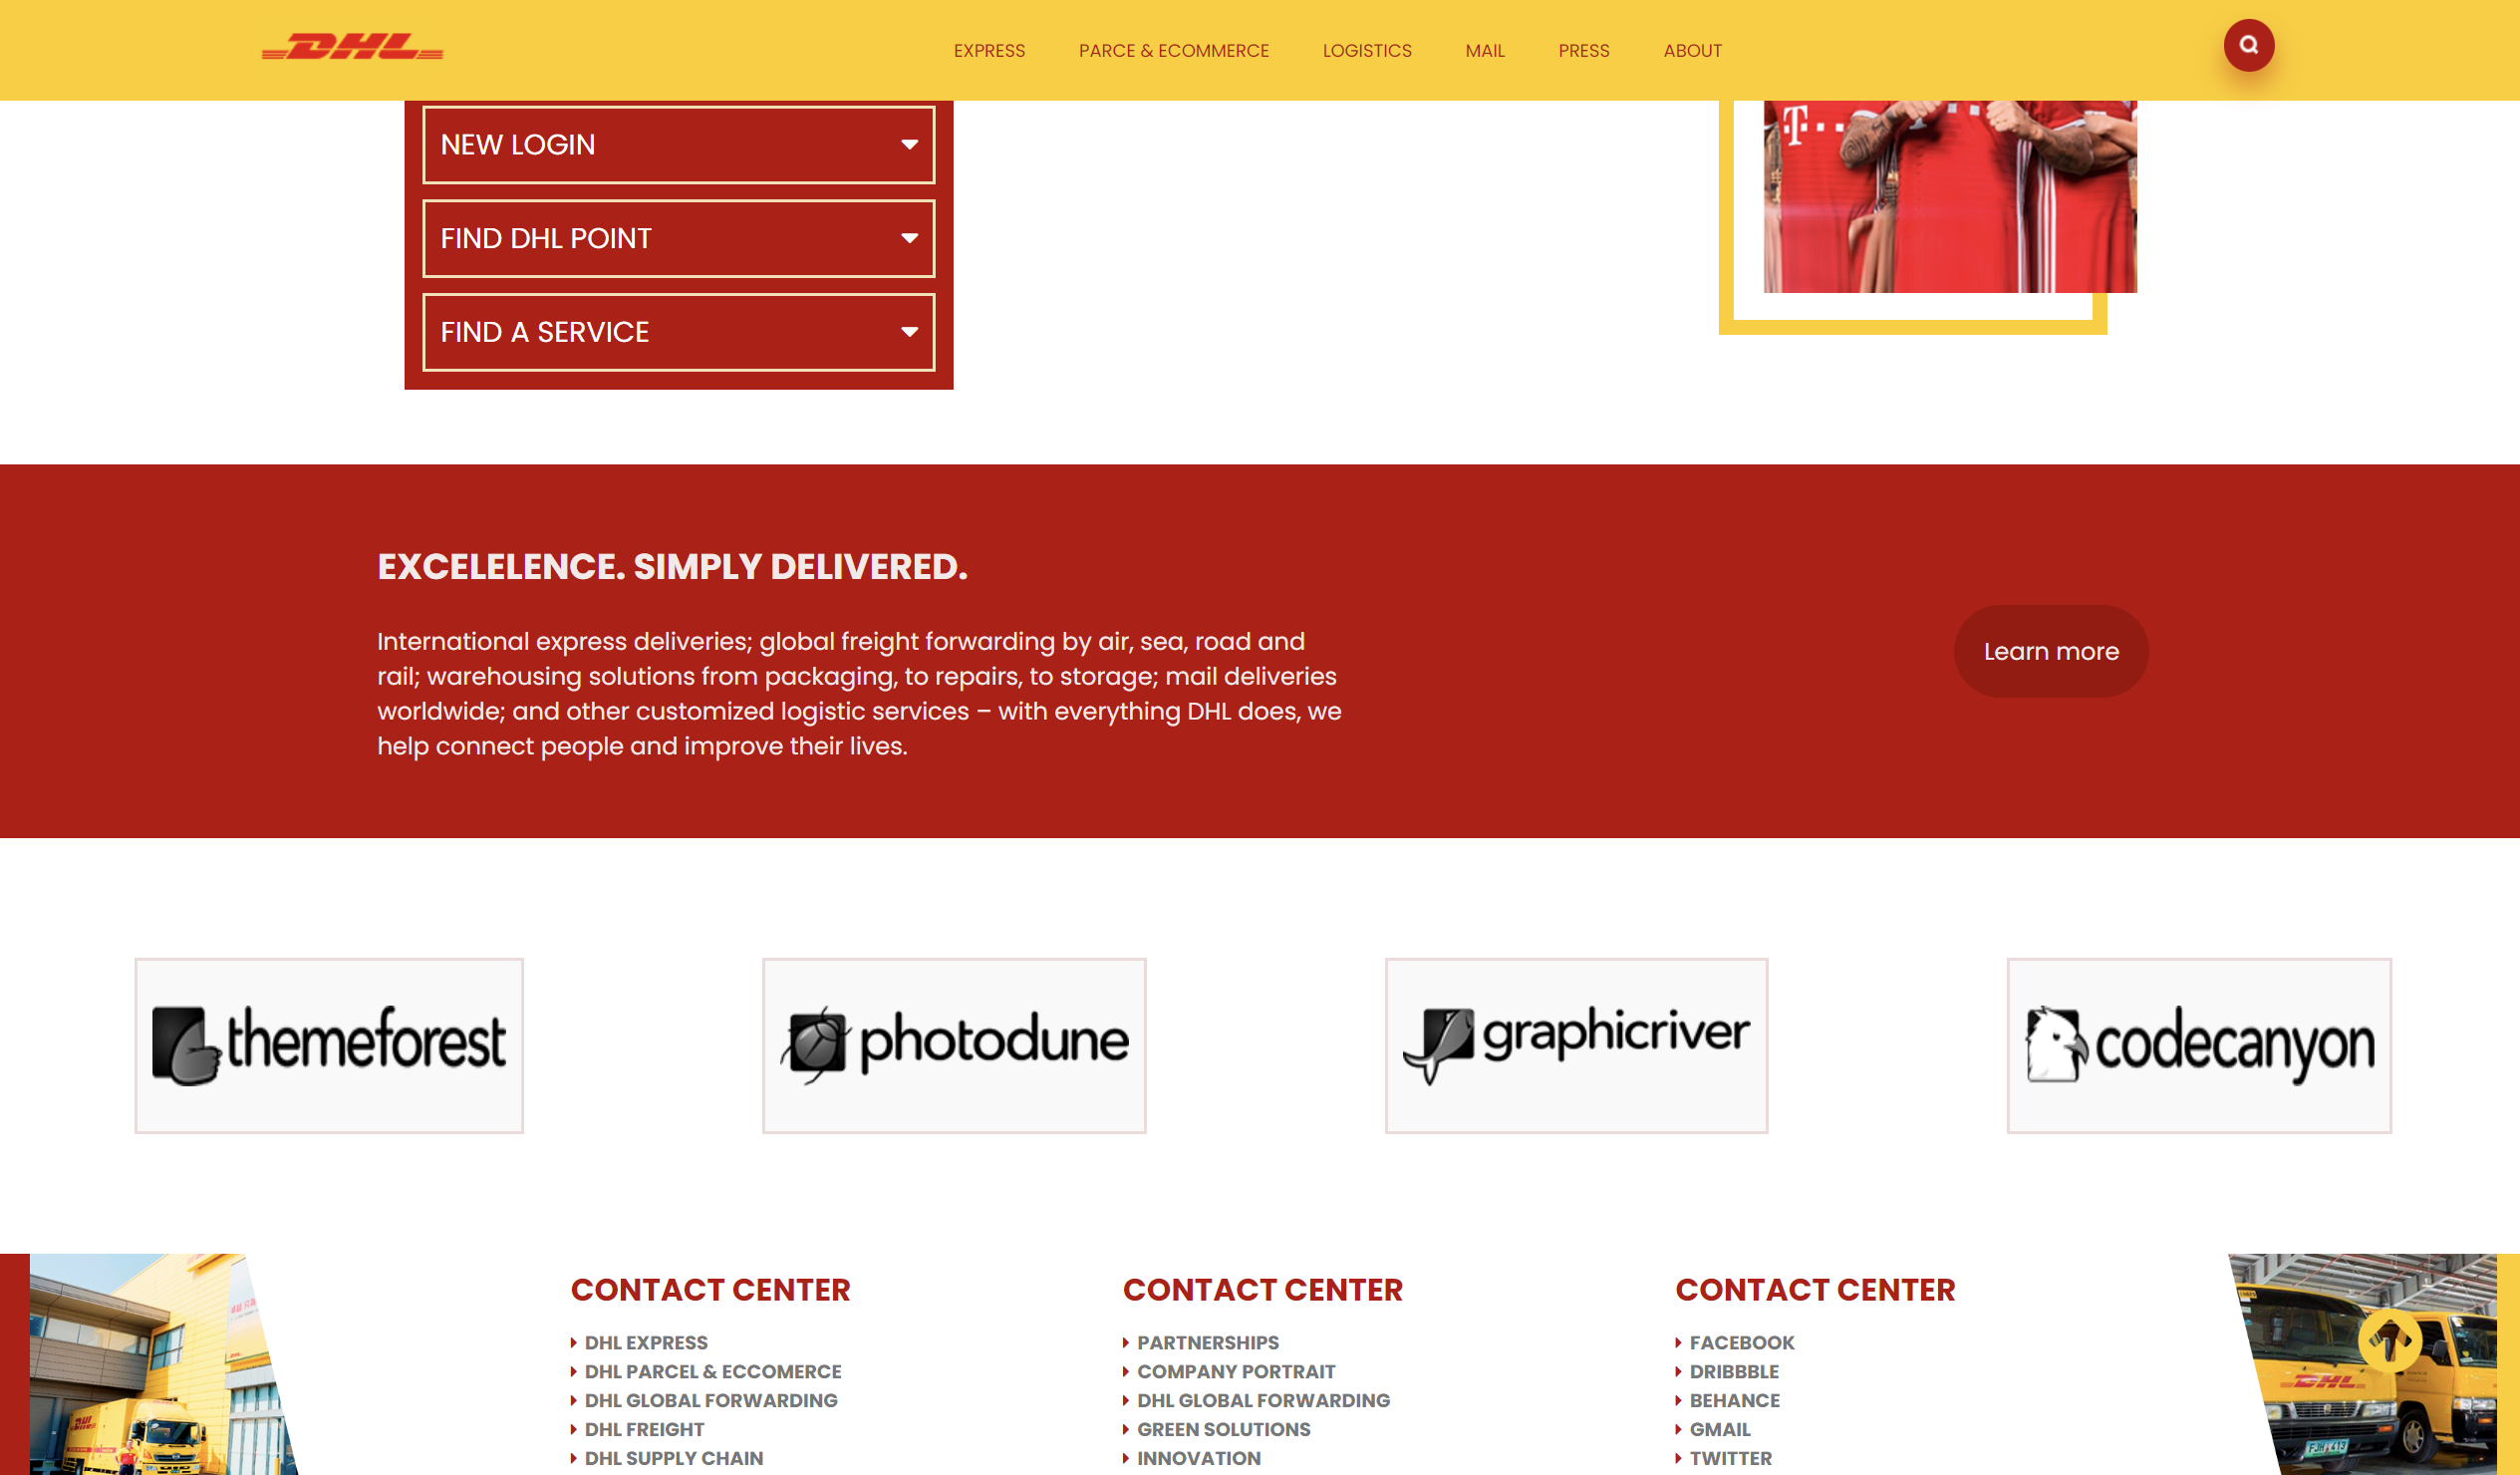 DHL
EXPRESS
PARCE & ECOMMERCE
LOGISTICS
MAIL
PRESS
ABOUT
NEW LOGIN
FIND DHL POINT
FIND A SERVICE
T
EXCELELENCE. SIMPLY DELIVERED.
International express deliveries; global freight forwarding by air, sea, road and
rail; warehousing solutions from packaging, to repairs, to storage; mail deliveries
worldwide; and other customized logistic services – with everything DHL does, we
help connect people and improve their lives.
Learn more
themeforest
photodune
graphicriver
codecanyon
CONTACT CENTER
DHL EXPRESS
DHL PARCEL & ECCOMERCE
DHL GLOBAL FORWARDING
DHL FREIGHT
DHL SUPPLY CHAIN
CONTACT CENTER
PARTNERSHIPS
COMPANY PORTRAIT
DHL GLOBAL FORWARDING
GREEN SOLUTIONS
INNOVATION
CONTACT CENTER
FACEBOOK
DRIBBBLE
BEHANCE
GMAIL
TWITTER
DHL
DHL